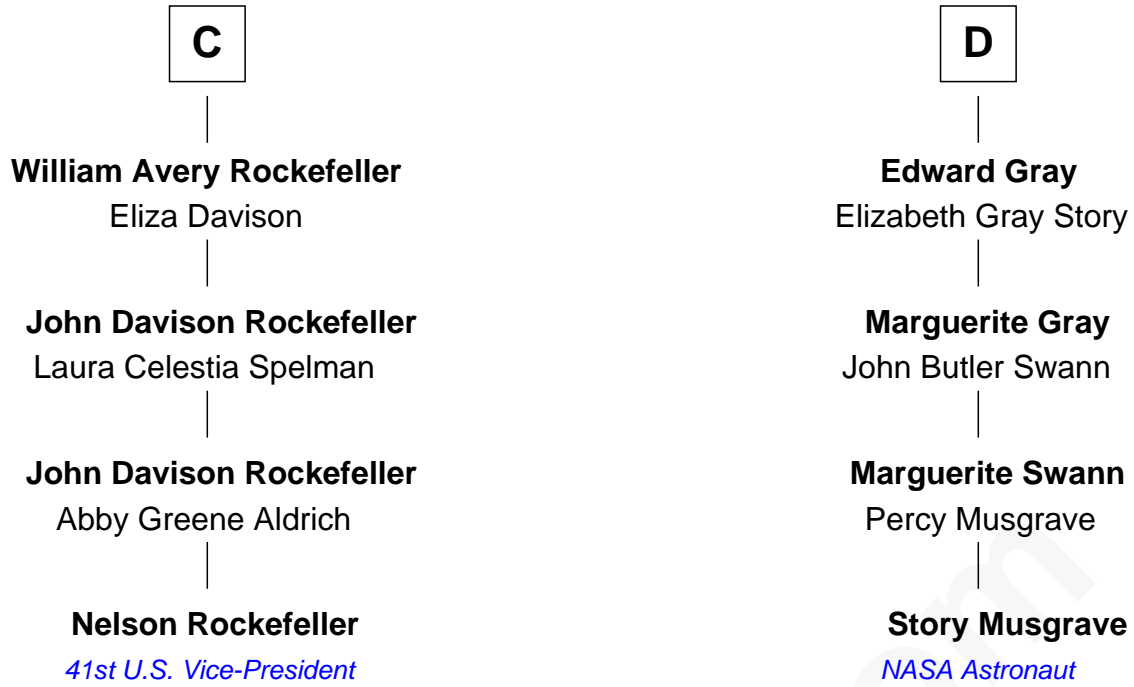 C
William Avery Rockefeller
Eliza Davison
John Davison Rockefeller
Laura Celestia Spelman
John Davison Rockefeller
Abby Greene Aldrich
Nelson Rockefeller
41st U.S. Vice-President
D
Edward Gray
Elizabeth Gray Story
Marguerite Gray
John Butler Swann
Marguerite Swann
Percy Musgrave
Story Musgrave
NASA Astronaut